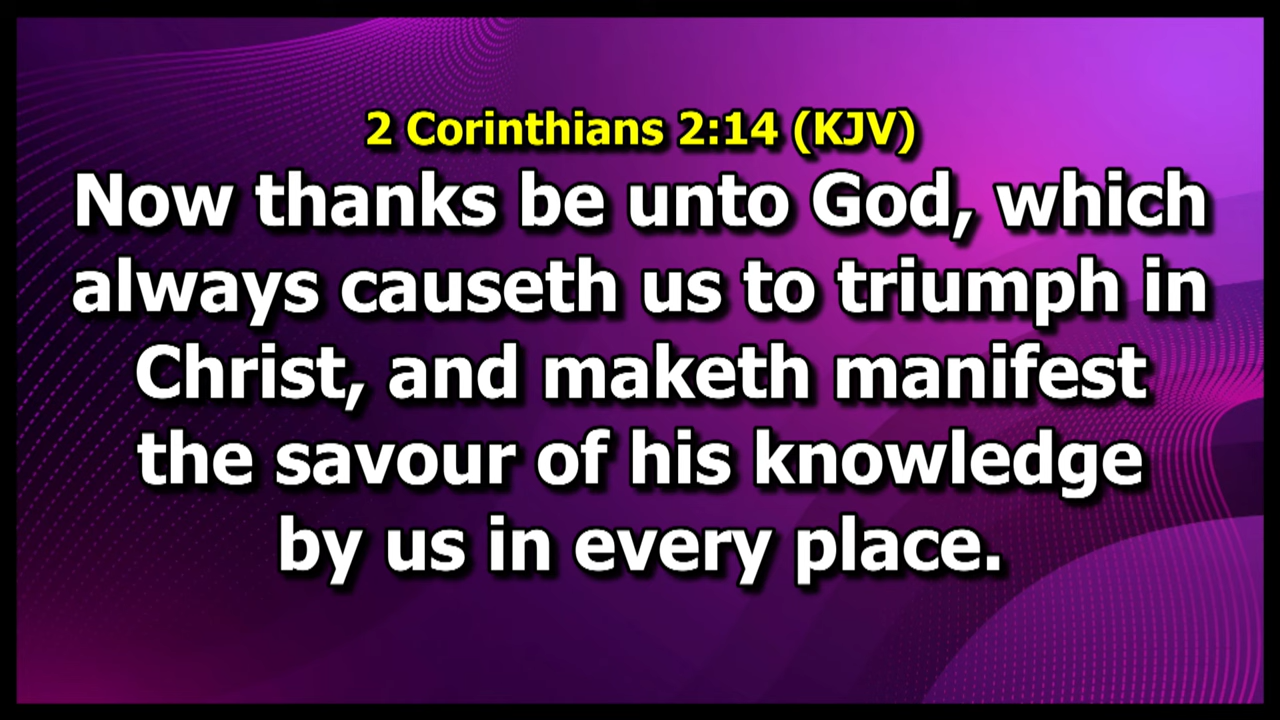 2 Corinthians 2:14 (KJV)
Now thanks be unto God, which
always causeth us to triumph in
Christ, and maketh manifest
the savour of his knowledge
by us in every place.